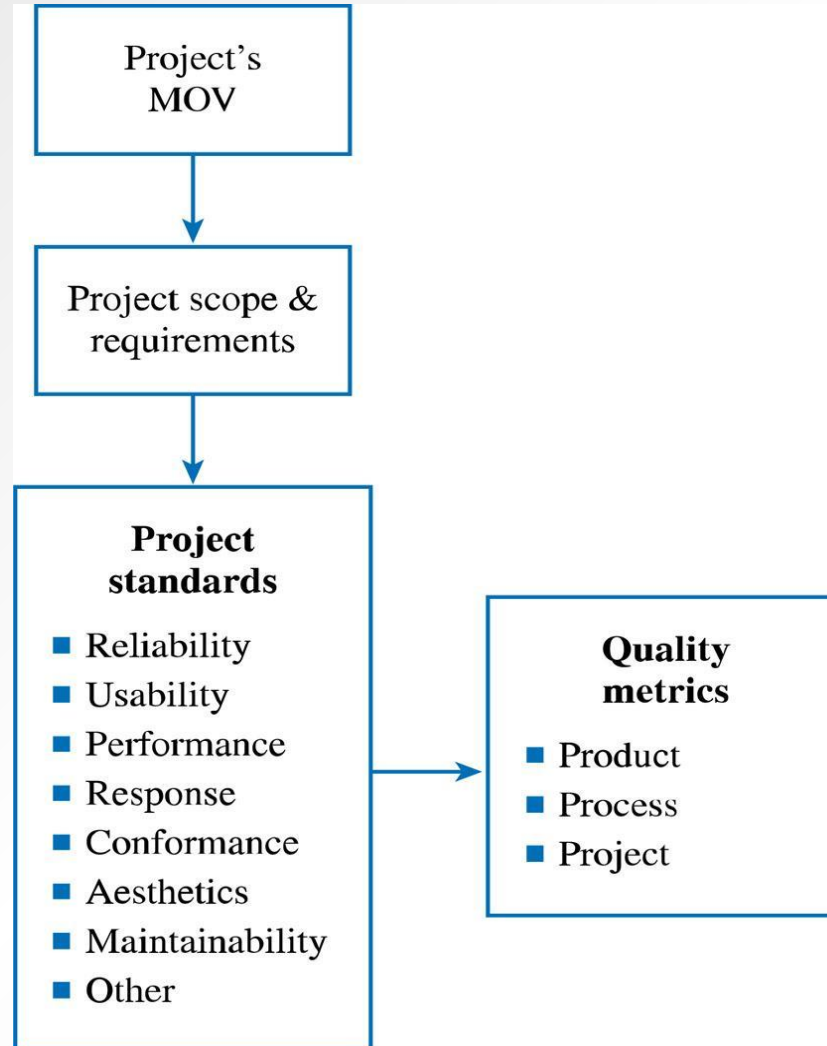 Project’s
MOV
Project scope &
requirements
Project
standards
■ Reliability
■ Usability
■ Performance
■ Response
■ Conformance
■ Aesthetics
■ Maintainability
■ Other
Quality
metrics
■ Product
■ Process
■ Project